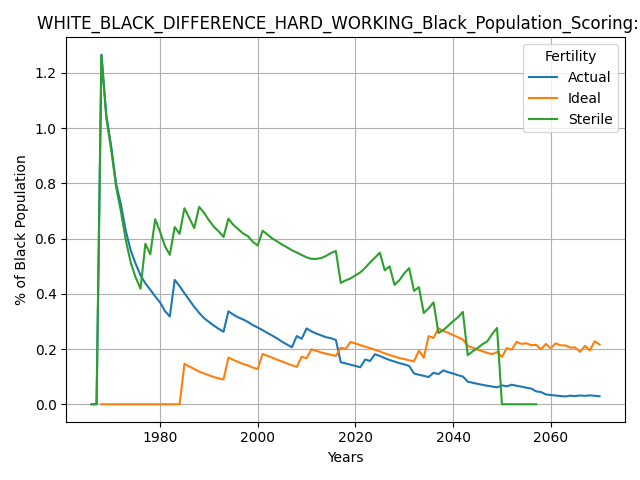 WHITE_BLACK_DIFFERENCE_HARD_WORKING_Black_Population_Scoring:
Fertility
Actual
Ideal
Sterile
% of Black Population
1.2
1.0
0.8
0.6
0.4
0.2
0.0
1980 2000 2020 2040 2060
Years